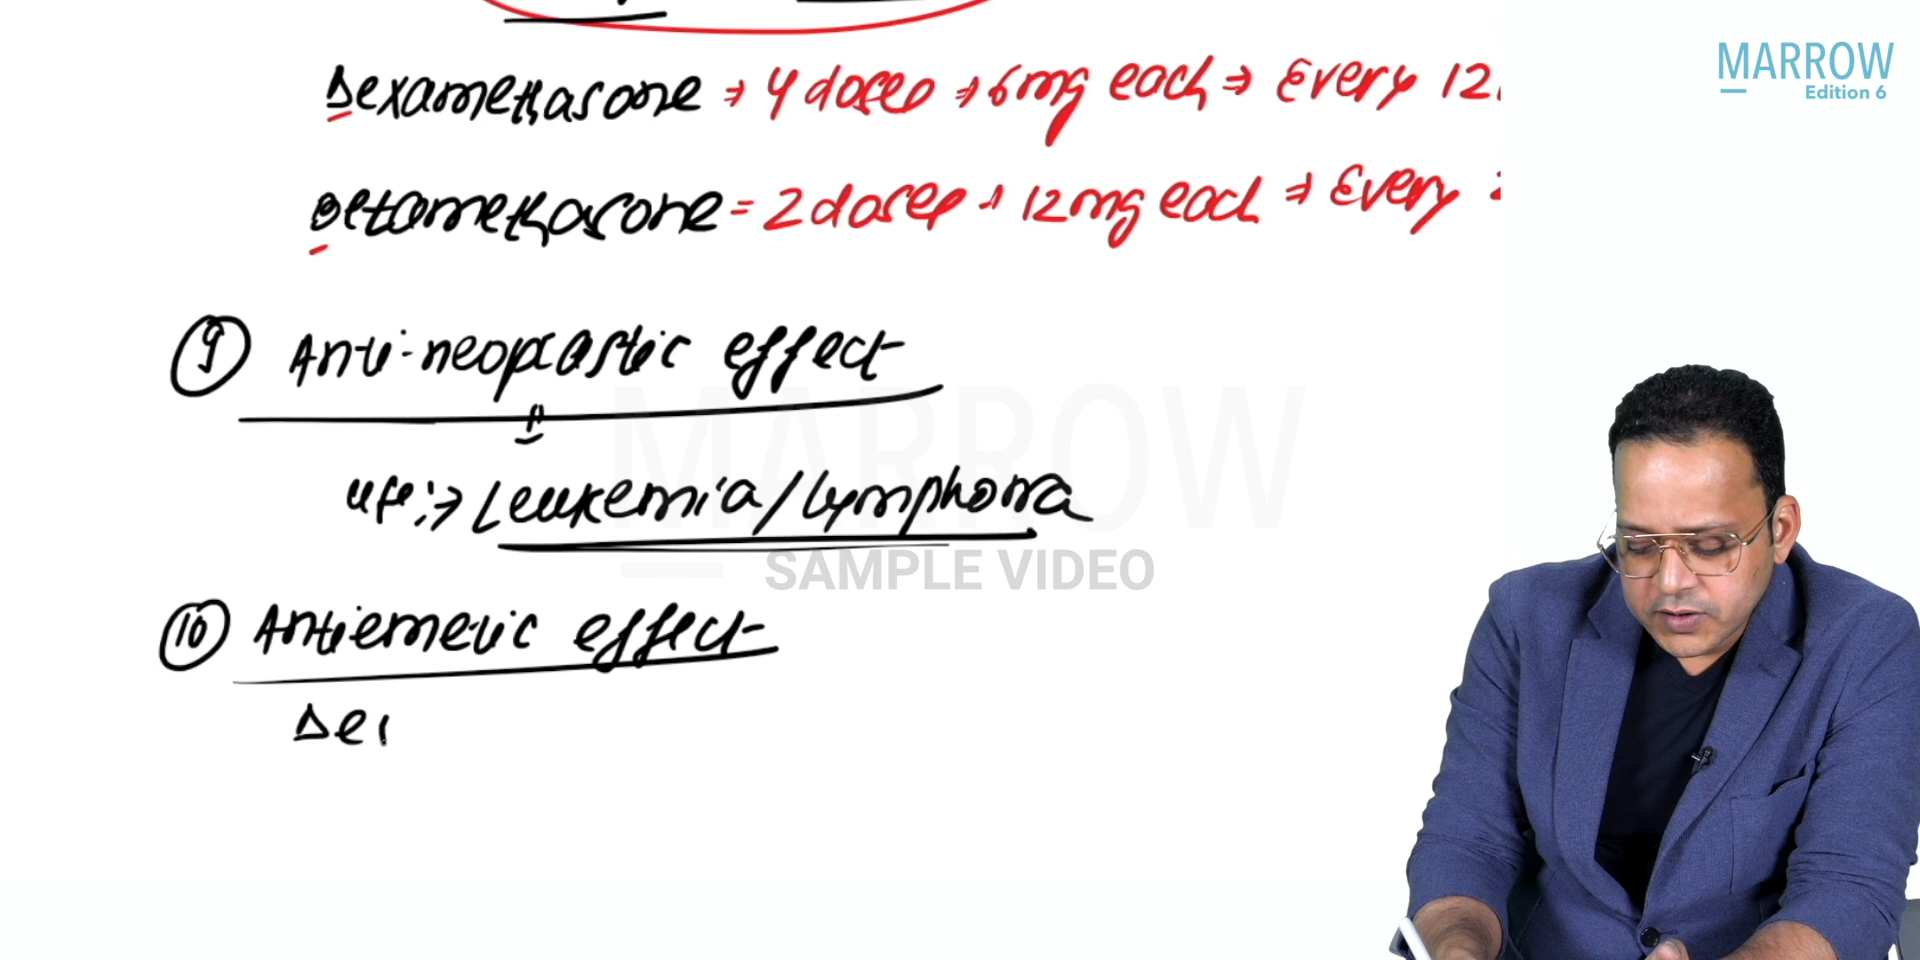 MARROW
Edition 6
Dexamethasone → 4 doses → 6mg each ⇒ Every 12
Betamethasone = 2 doses → 12mg each ⇒ Every
9 Anti-neoplastic effect
use:→ Leukemia/Lymphoma
MARROW
SAMPLE VIDEO
10 Antiemetic effect
De